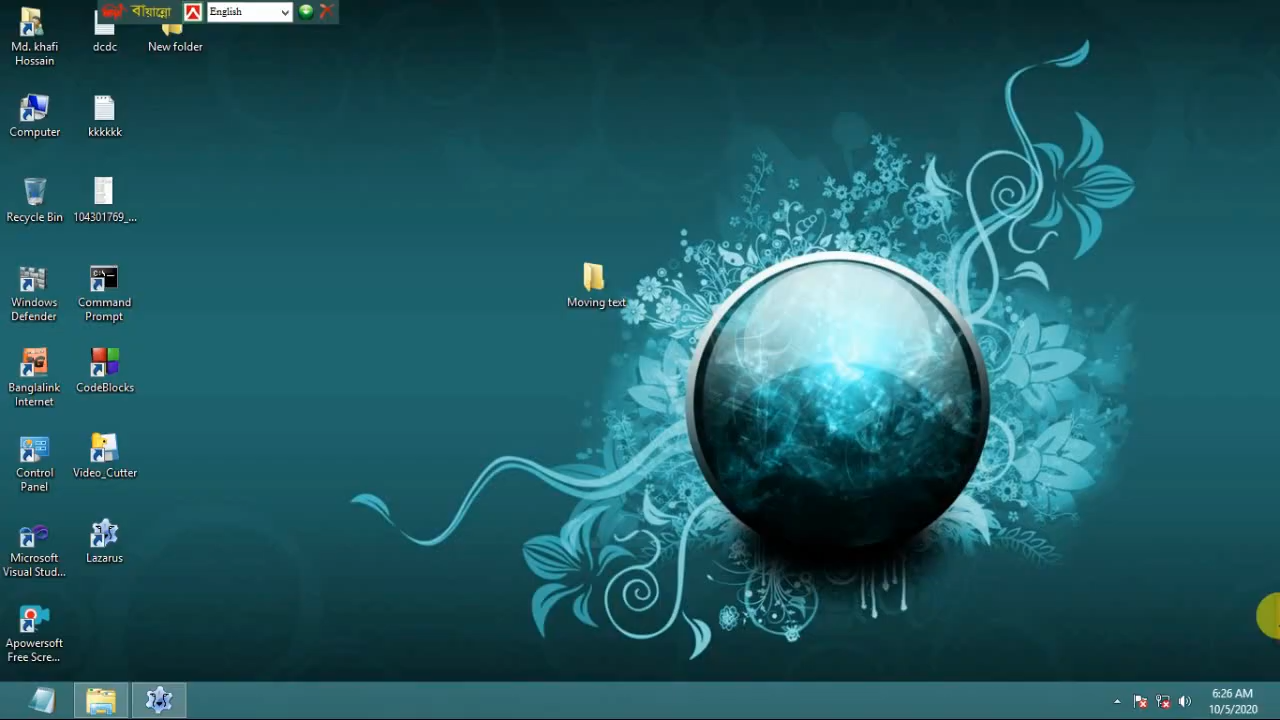 বায়ান্নো
English
Md. khafi
Hossain
dcdc
New folder
Computer
kkkkkk
Recycle Bin
104301769_...
Windows
Defender
Command
Prompt
Moving text
Banglalink
Internet
CodeBlocks
Control
Panel
Video_Cutter
Microsoft
Visual Stud...
Lazarus
Apowersoft
Free Scre...
6:26 AM
10/5/2020